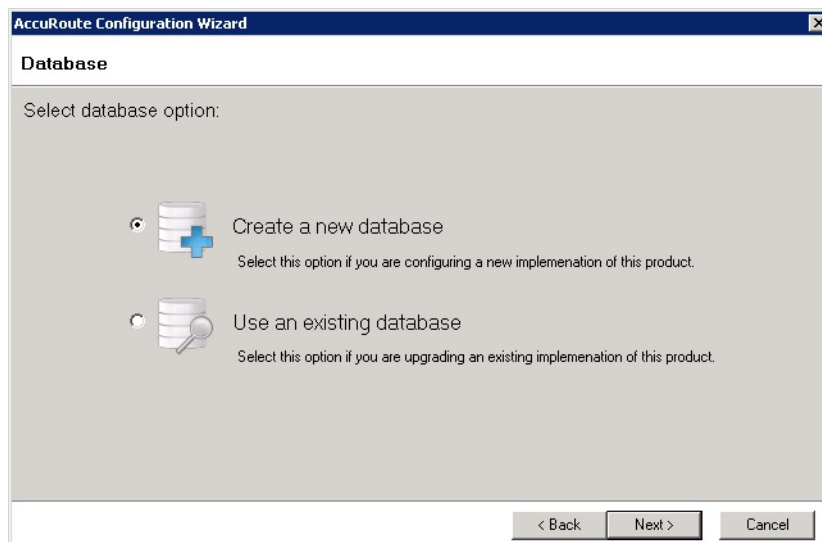 AccuRoute Configuration Wizard
Database
Select database option:
Create a new database
Select this option if you are configuring a new implemenation of this product.
Use an existing database
Select this option if you are upgrading an existing implemenation of this product.
< Back Next > Cancel